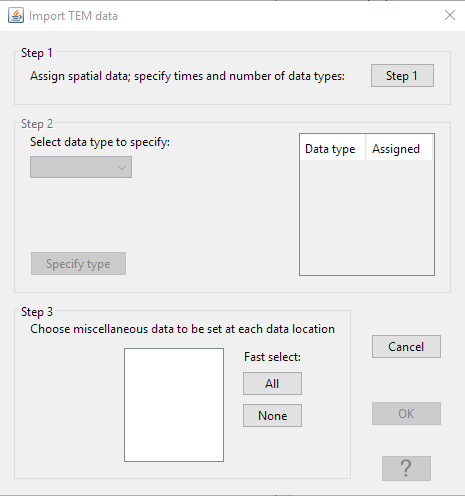 Import TEM data
Step 1
Assign spatial data; specify times and number of data types:
Step 1
Step 2
Select data type to specify:
Data type
Assigned
Specify type
Step 3
Choose miscellaneous data to be set at each data location
Fast select:
All
None
Cancel
OK
?